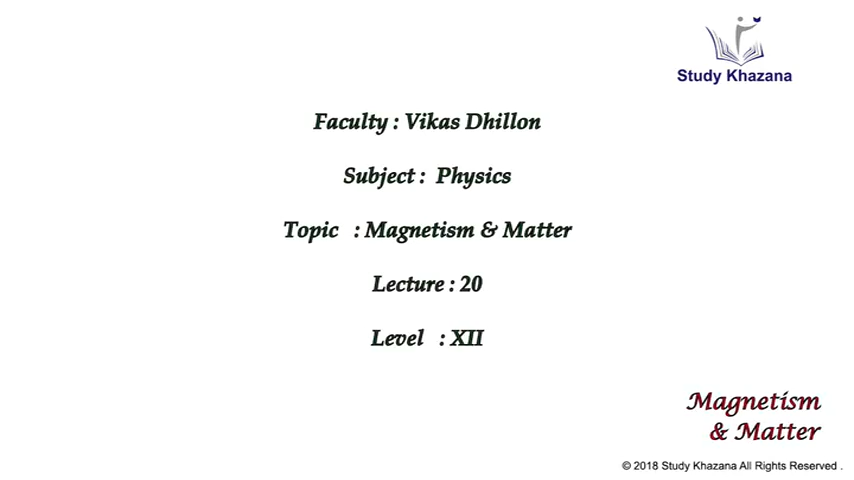 Study Khazana
Faculty : Vikas Dhillon
Subject : Physics
Topic : Magnetism & Matter
Lecture : 20
Level : XII
Magnetism
& Matter
© 2018 Study Khazana All Rights Reserved .